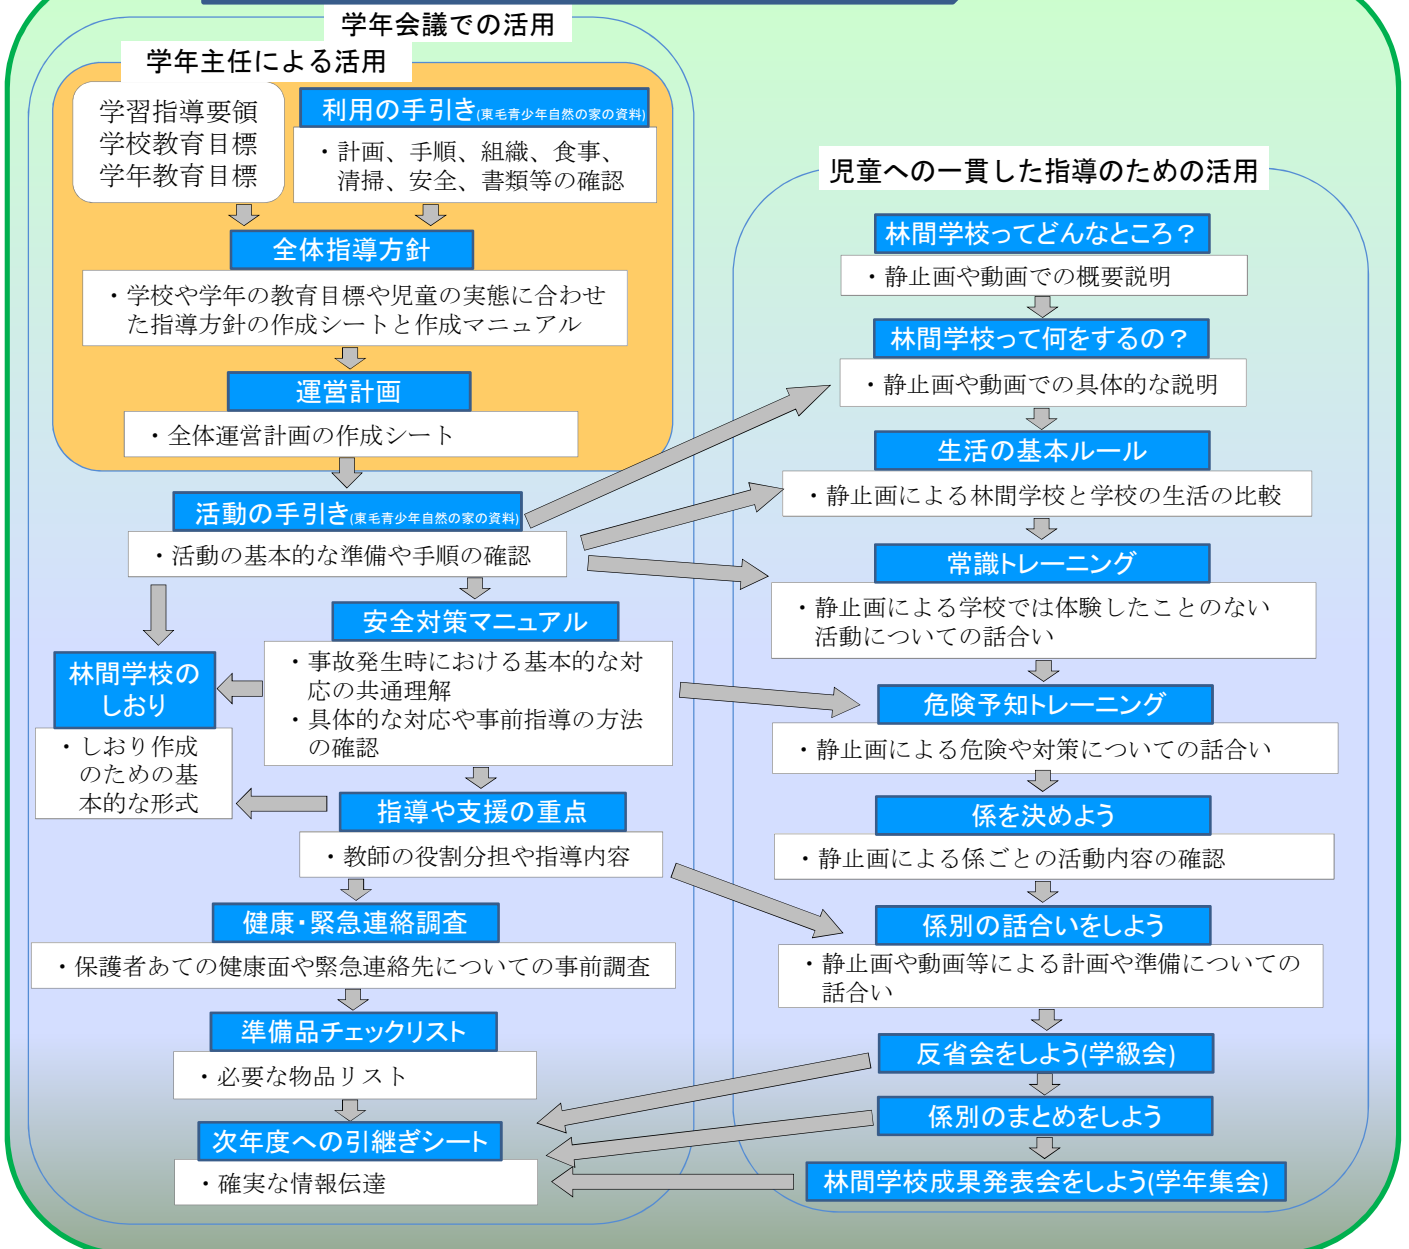 学年会議での活用
学年主任による活用
学習指導要領
学校教育目標
学年教育目標
利用の手引き(東毛青少年自然の家の資料)
・計画、手順、組織、食事、
清掃、安全、書類等の確認
全体指導方針
・学校や学年の教育目標や児童の実態に合わせ
た指導方針の作成シートと作成マニュアル
運営計画
・全体運営計画の作成シート
活動の手引き(東毛青少年自然の家の資料)
・活動の基本的な準備や手順の確認
安全対策マニュアル
・事故発生時における基本的な対
応の共通理解
・具体的な対応や事前指導の方法
の確認
林間学校の
しおり
・しおり作成
のための基
本的な形式
指導や支援の重点
・教師の役割分担や指導内容
健康・緊急連絡調査
・保護者あての健康面や緊急連絡先についての事前調査
準備品チェックリスト
・必要な物品リスト
次年度への引継ぎシート
・確実な情報伝達
児童への一貫した指導のための活用
林間学校ってどんなところ?
・静止画や動画での概要説明
林間学校って何をするの?
・静止画や動画での具体的な説明
生活の基本ルール
・静止画による林間学校と学校の生活の比較
常識トレーニング
・静止画による学校では体験したことのない
活動についての話合い
危険予知トレーニング
・静止画による危険や対策についての話合い
係を決めよう
・静止画による係ごとの活動内容の確認
係別の話合いをしよう
・静止画や動画等による計画や準備についての
話合い
反省会をしよう(学級会)
係別のまとめをしよう
林間学校成果発表会をしよう(学年集会)